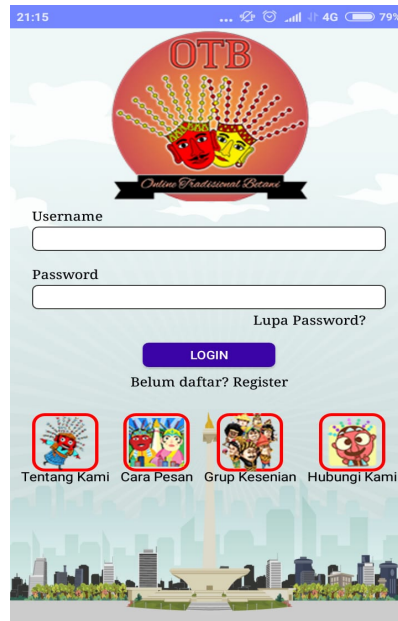 21:15 ... 4G 79%
OTB
Online Tradisional Betawi
Username
Password
Lupa Password?
LOGIN
Belum daftar? Register
Tentang Kami Cara Pesan Grup Kesenian Hubungi Kami